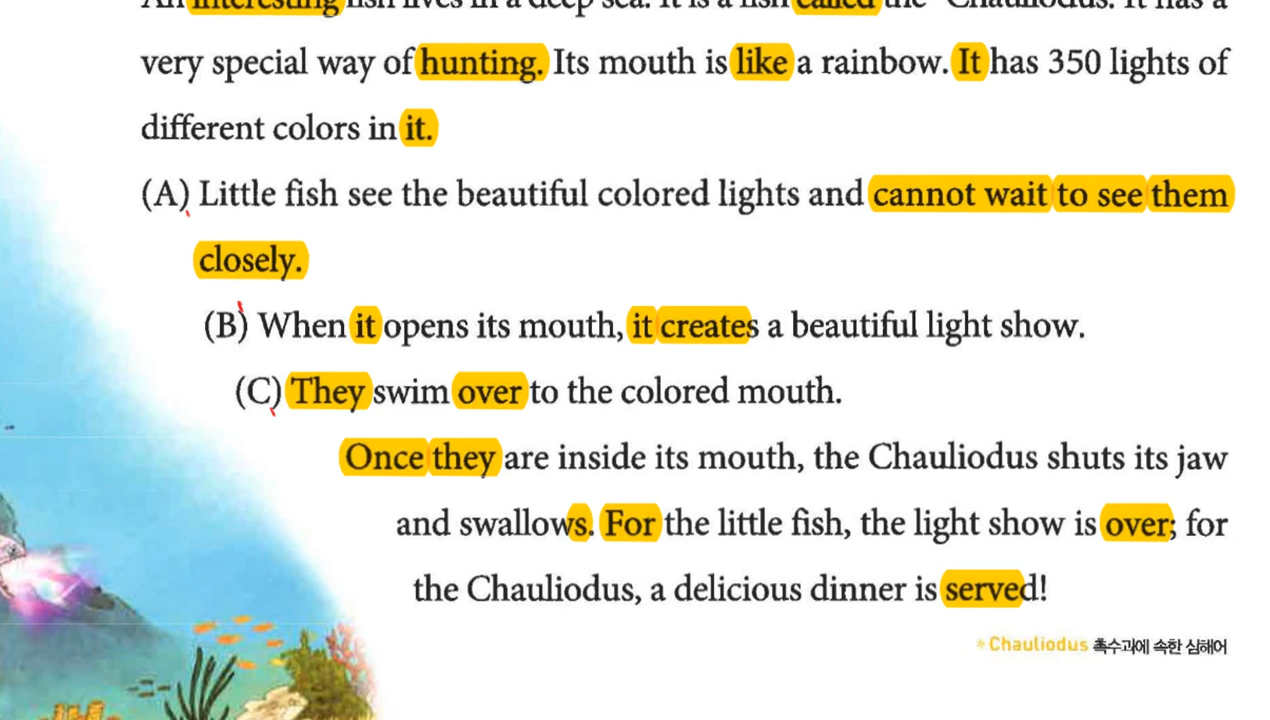 An interesting fish lives in a deep sea. It is a fish called the *Chauliodus. It has a
very special way of hunting. Its mouth is like a rainbow. It has 350 lights of
different colors in it.
(A) Little fish see the beautiful colored lights and cannot wait to see them
closely.
(B) When it opens its mouth, it creates a beautiful light show.
(C) They swim over to the colored mouth.
Once they are inside its mouth, the Chauliodus shuts its jaw
and swallows. For the little fish, the light show is over; for
the Chauliodus, a delicious dinner is served!
* Chauliodus 촉수과에 속한 심해어